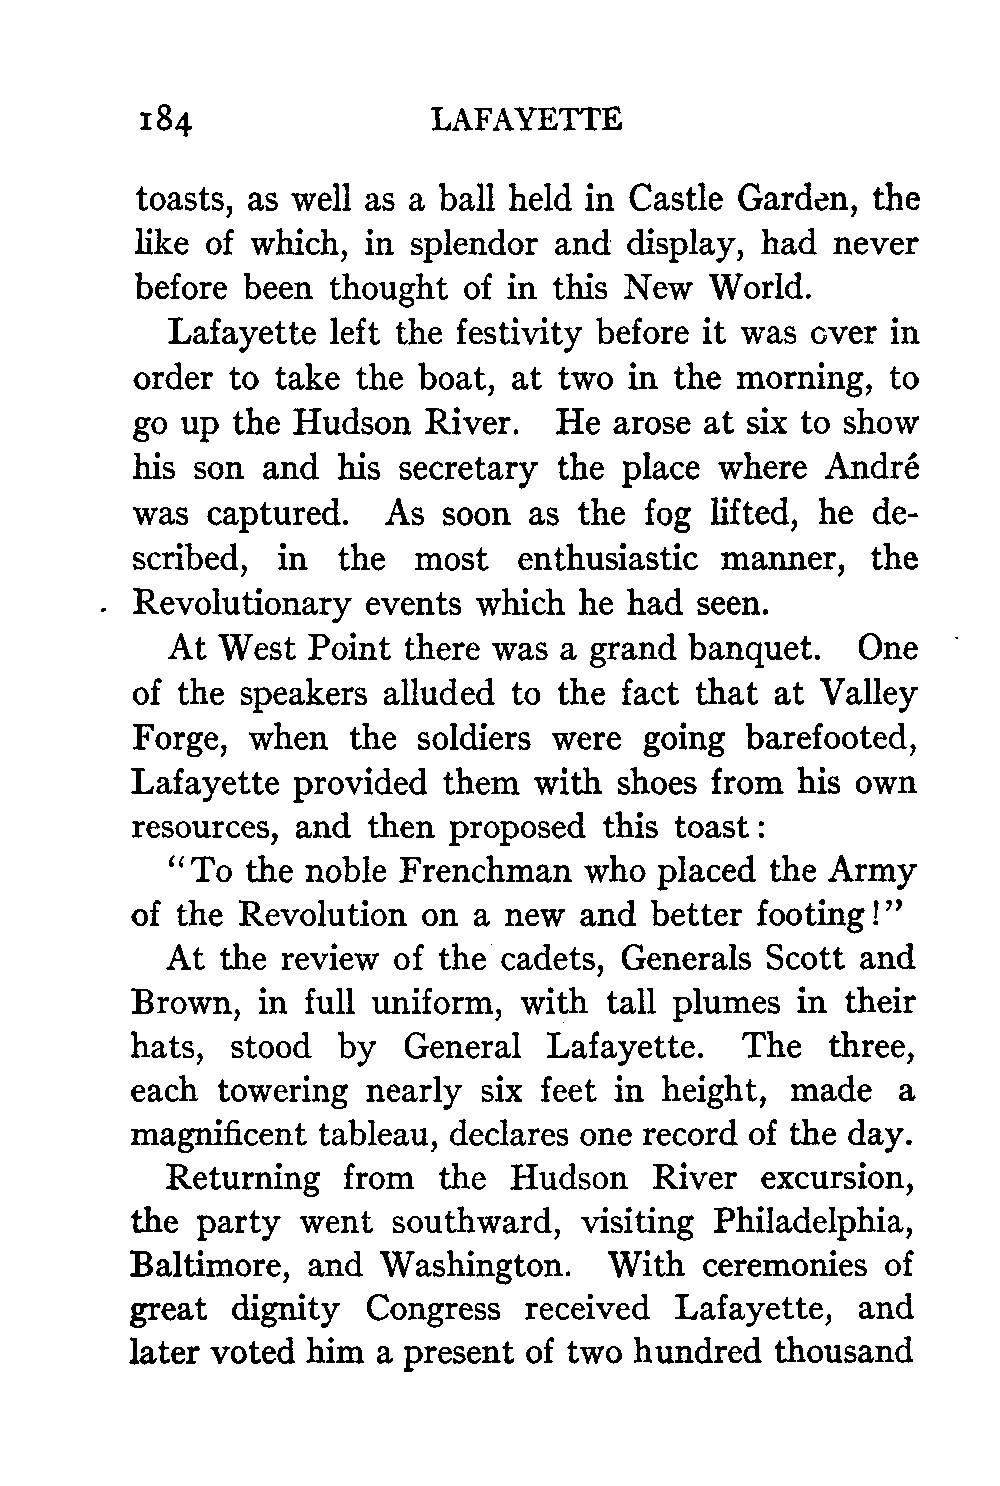 184 LAFAYETTE
toasts, as well as a ball held in Castle Garden, the
like of which, in splendor and display, had never
before been thought of in this New World.
Lafayette left the festivity before it was over in
order to take the boat, at two in the morning, to
go up the Hudson River. He arose at six to show
his son and his secretary the place where André
was captured. As soon as the fog lifted, he de-
scribed, in the most enthusiastic manner, the
Revolutionary events which he had seen.
At West Point there was a grand banquet. One
of the speakers alluded to the fact that at Valley
Forge, when the soldiers were going barefooted,
Lafayette provided them with shoes from his own
resources, and then proposed this toast:
"To the noble Frenchman who placed the Army
of the Revolution on a new and better footing!"
At the review of the cadets, Generals Scott and
Brown, in full uniform, with tall plumes in their
hats, stood by General Lafayette. The three,
each towering nearly six feet in height, made a
magnificent tableau, declares one record of the day.
Returning from the Hudson River excursion,
the party went southward, visiting Philadelphia,
Baltimore, and Washington. With ceremonies of
great dignity Congress received Lafayette, and
later voted him a present of two hundred thousand